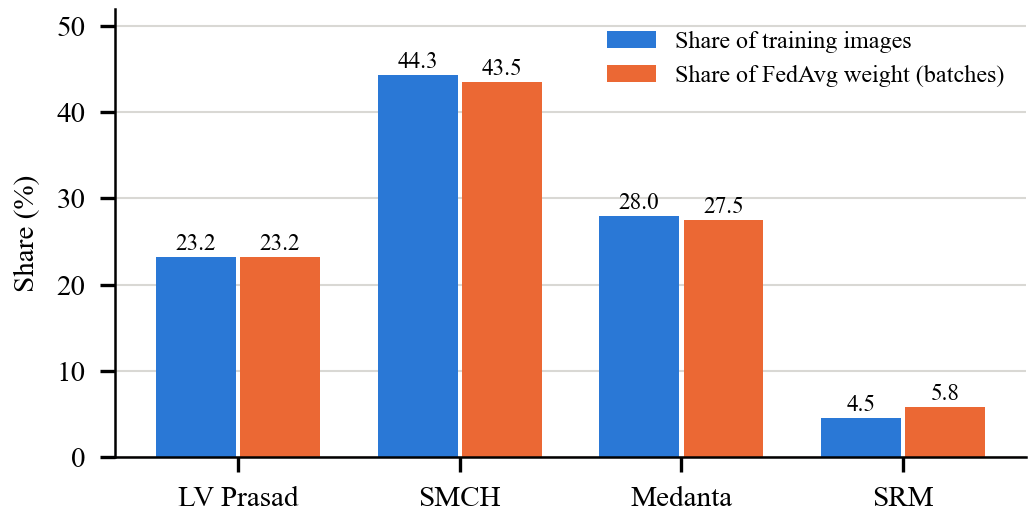 50
Share of training images
Share of FedAvg weight (batches)
44.3
43.5
40
Share (%)
30
28.0
27.5
23.2
23.2
20
10
4.5
5.8
0
LV Prasad
SMCH
Medanta
SRM